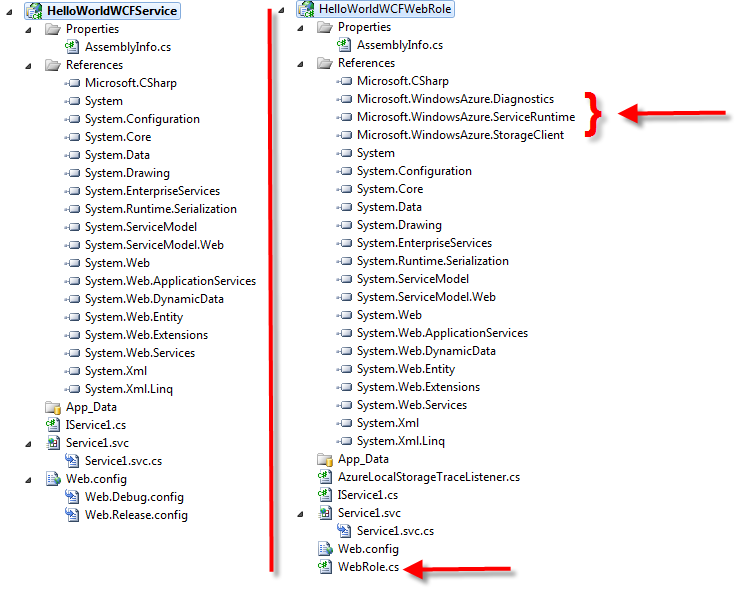 HelloWorldWCFService
Properties
AssemblyInfo.cs
References
Microsoft.CSharp
System
System.Configuration
System.Core
System.Data
System.Drawing
System.EnterpriseServices
System.Runtime.Serialization
System.ServiceModel
System.ServiceModel.Web
System.Web
System.Web.ApplicationServices
System.Web.DynamicData
System.Web.Entity
System.Web.Extensions
System.Web.Services
System.Xml
System.Xml.Linq
App_Data
IService1.cs
Service1.svc
Service1.svc.cs
Web.config
Web.Debug.config
Web.Release.config
HelloWorldWCFWebRole
Properties
AssemblyInfo.cs
References
Microsoft.CSharp
Microsoft.WindowsAzure.Diagnostics
Microsoft.WindowsAzure.ServiceRuntime
Microsoft.WindowsAzure.StorageClient
System
System.Configuration
System.Core
System.Data
System.Drawing
System.EnterpriseServices
System.Runtime.Serialization
System.ServiceModel
System.ServiceModel.Web
System.Web
System.Web.ApplicationServices
System.Web.DynamicData
System.Web.Entity
System.Web.Extensions
System.Web.Services
System.Xml
System.Xml.Linq
App_Data
AzureLocalStorageTraceListener.cs
IService1.cs
Service1.svc
Service1.svc.cs
Web.config
WebRole.cs